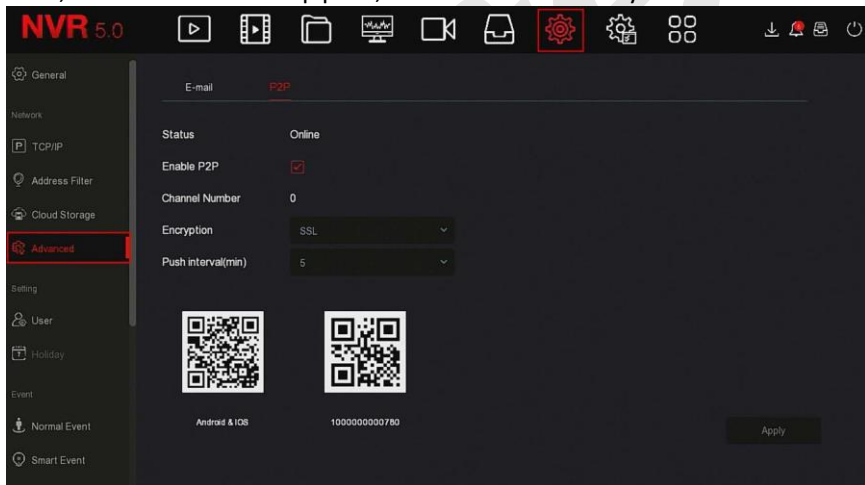 NVR 5.0
General
E-mail
P2P
Network
TCP/IP
Address Filter
Cloud Storage
Advanced
Setting
User
Holiday
Event
Normal Event
Smart Event
Status Online
Enable P2P
Channel Number 0
Encryption SSL
Push interval(min) 5
Android & IOS
1000000000780
Apply